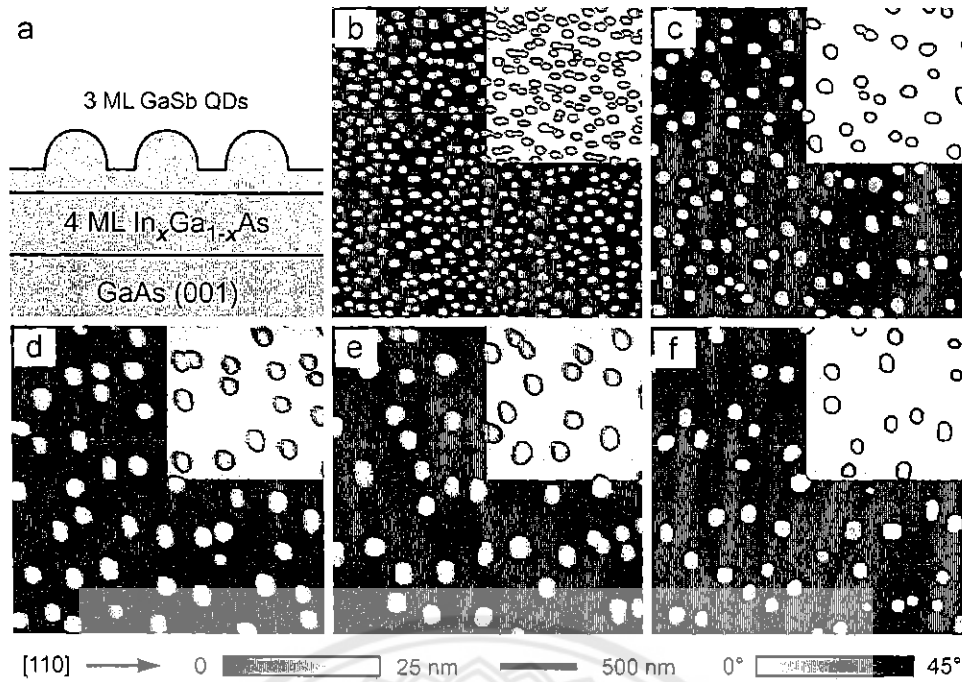 a
3 ML GaSb QDs
4 ML InₓGa₁₋ₓAs
GaAs (001)
b
c
d
e
f
[110] 0 25 nm 500 nm 0° 45°